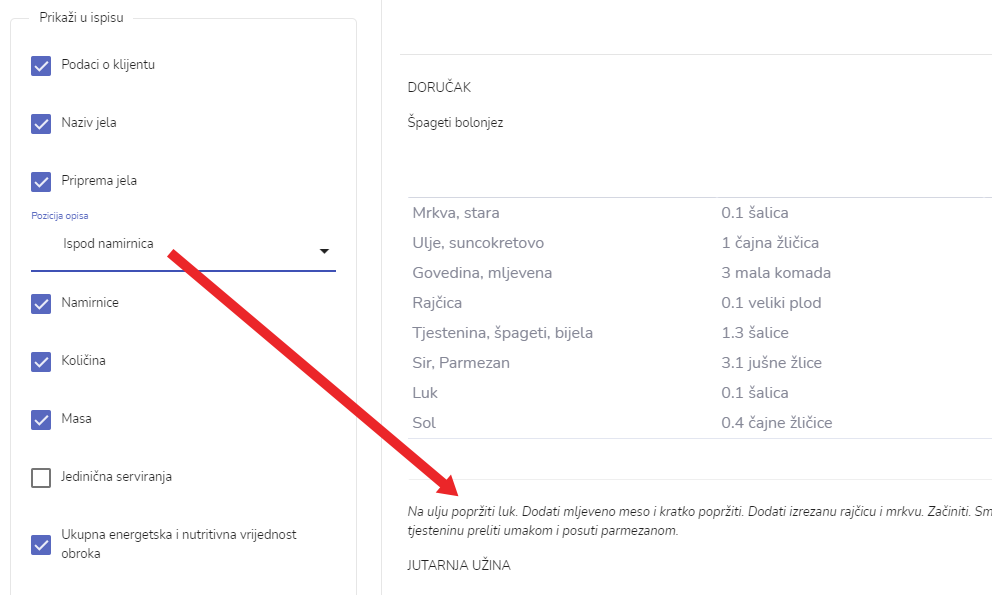 Prikaži u ispisu
Podaci o klijentu
Naziv jela
Priprema jela
Pozicija opisa
Ispod namirnica
Namirnice
Količina
Masa
Jedinična serviranja
Ukupna energetska i nutritivna vrijednost
obroka
DORUČAK
Špageti bolonjez
Mrkva, stara 0.1 šalica
Ulje, suncokretovo 1 čajna žličica
Govedina, mljevena 3 mala komada
Rajčica 0.1 veliki plod
Tjestenina, špageti, bijela 1.3 šalice
Sir, Parmezan 3.1 jušne žlice
Luk 0.1 šalica
Sol 0.4 čajne žličice
Na ulju popržiti luk. Dodati mljeveno meso i kratko popržiti. Dodati izrezanu rajčicu i mrkvu. Začiniti. Sm
tjesteninu preliti umakom i posuti parmezanom.
JUTARNJA UŽINA